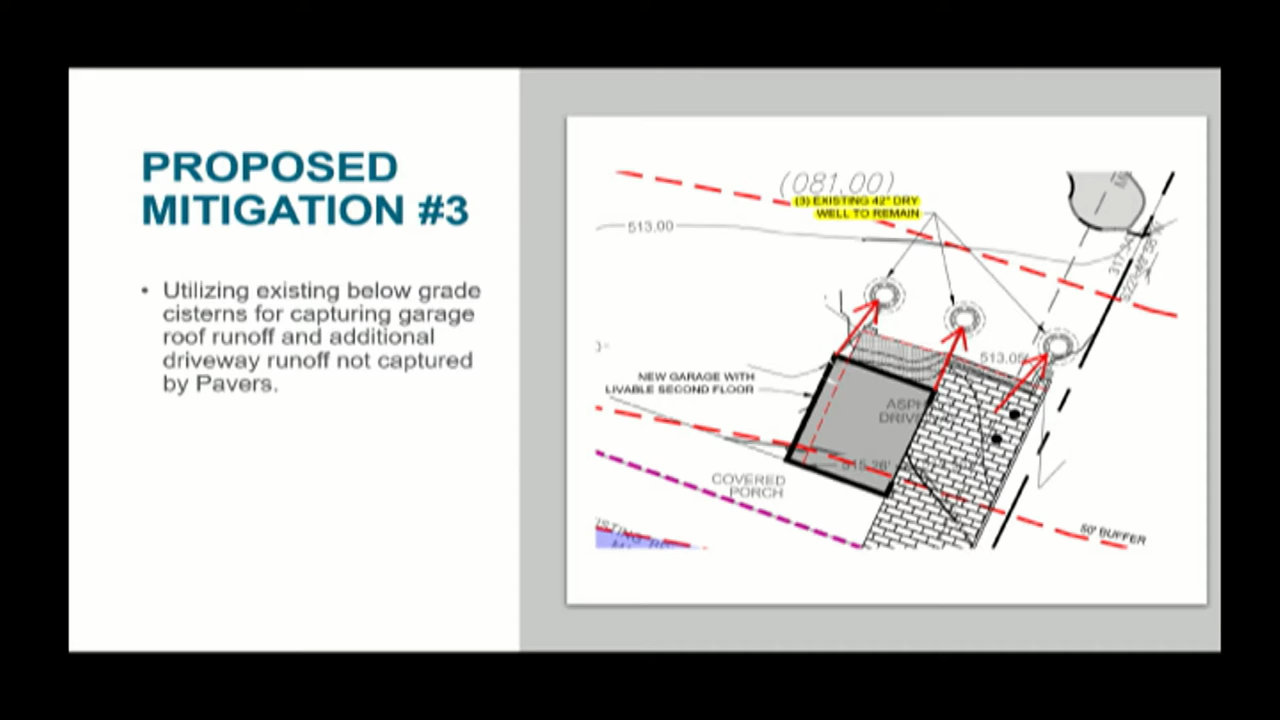 PROPOSED
MITIGATION #3
• Utilizing existing below grade
cisterns for capturing garage
roof runoff and additional
driveway runoff not captured
by Pavers.
(081.00)
(3) EXISTING 42" DRY
WELL TO REMAIN
513.00
513.05'
NEW GARAGE WITH
LIVABLE SECOND FLOOR
COVERED
PORCH
50' BUFFER